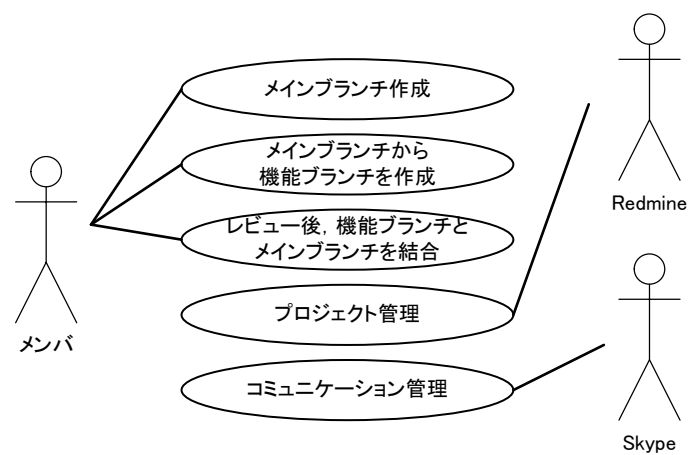 メインブランチ作成
メインブランチから
機能ブランチを作成
レビュー後，機能ブランチと
メインブランチを結合
プロジェクト管理
コミュニケーション管理
メンバ
Redmine
Skype